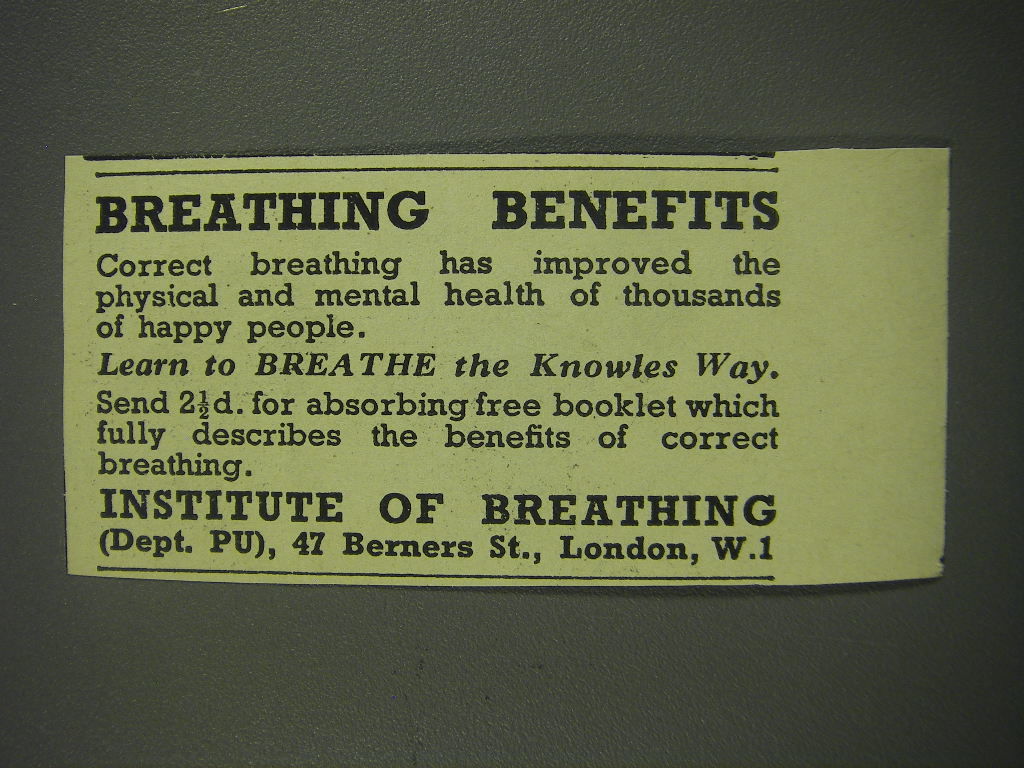 BREATHING BENEFITS
Correct breathing has improved the
physical and mental health of thousands
of happy people.
Learn to BREATHE the Knowles Way.
Send 2½d. for absorbing free booklet which
fully describes the benefits of correct
breathing.
INSTITUTE OF BREATHING
(Dept. PU), 47 Berners St., London, W.1